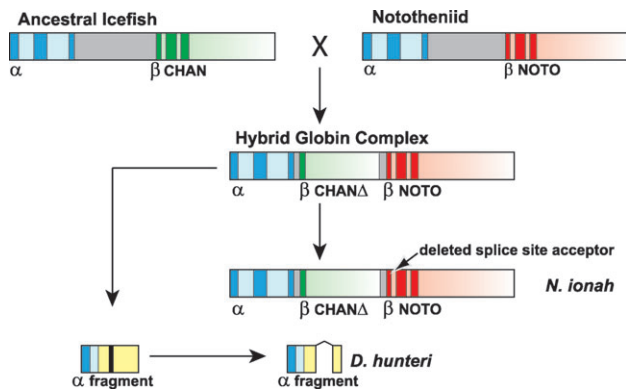 Ancestral Icefish
Nototheniid
X
α
β CHAN
α
β NOTO
Hybrid Globin Complex
α
β CHANΔ
β NOTO
deleted splice site acceptor
N. ionah
α
β CHANΔ
β NOTO
D. hunteri
α fragment
α fragment